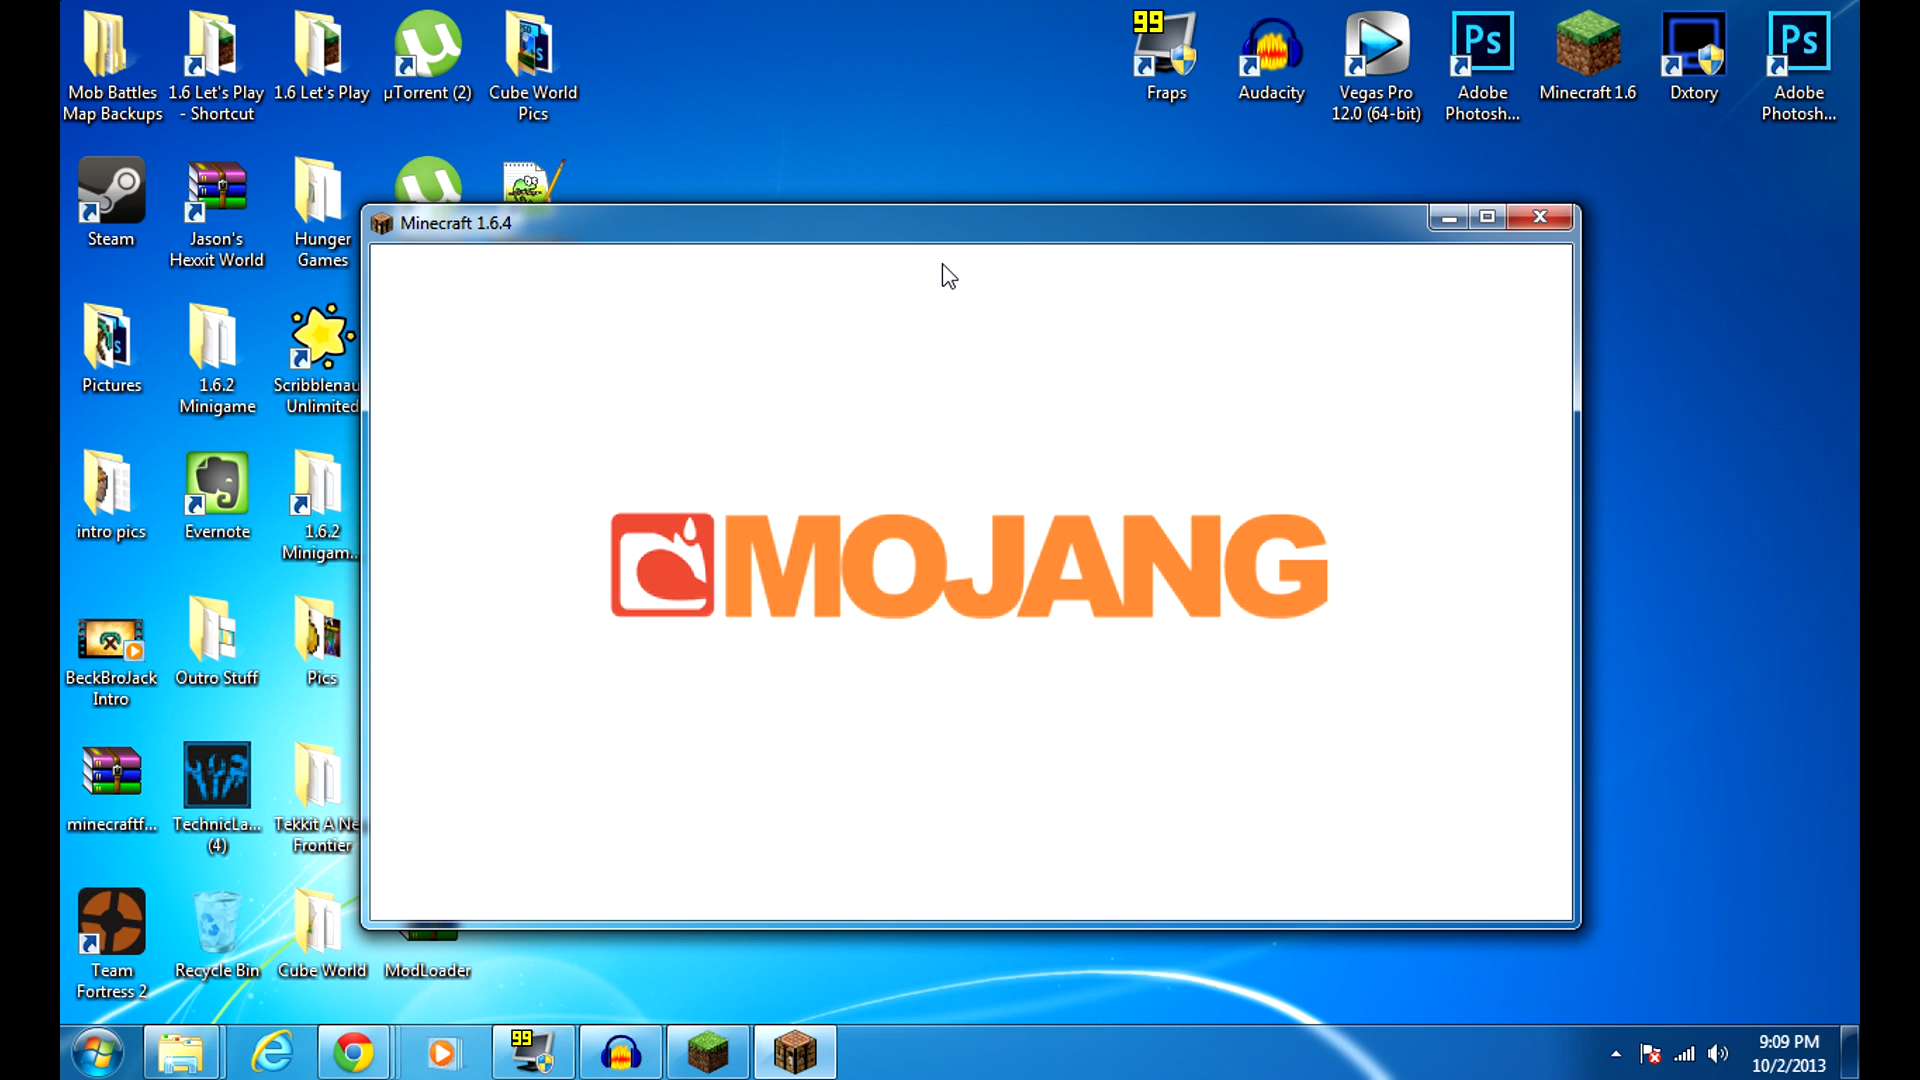 Mob Battles
Map Backups
1.6 Let's Play
- Shortcut
1.6 Let's Play
µTorrent (2)
Cube World
Pics
99
Fraps
Audacity
Vegas Pro
12.0 (64-bit)
Ps
Adobe
Photosh...
Minecraft 1.6
Dxtory
Ps
Adobe
Photosh...
Steam
Jason's
Hexxit World
Hunger
Games
Minecraft 1.6.4
Pictures
1.6.2
Minigame
Scribblenau
Unlimited
MOJANG
intro pics
Evernote
1.6.2
Minigam...
BeckBroJack
Intro
Outro Stuff
Pics
minecraftf...
TechnicLa...
(4)
Tekkit A Ne
Frontier
Team
Fortress 2
Recycle Bin
Cube World
ModLoader
99
9:09 PM
10/2/2013